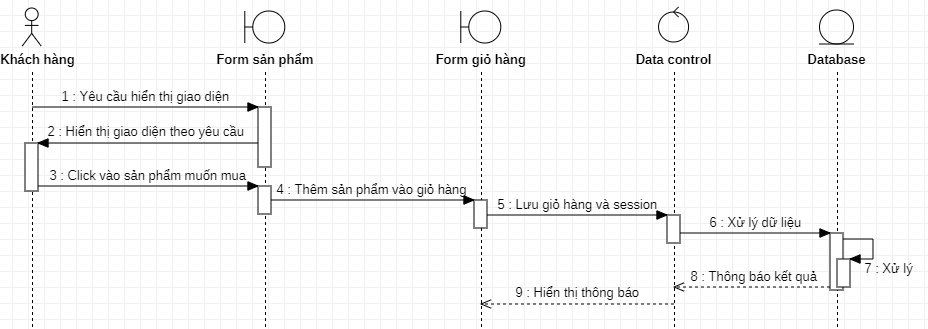 Khách hàng
Form sản phẩm
Form giỏ hàng
Data control
Database
1 : Yêu cầu hiển thị giao diện
2 : Hiển thị giao diện theo yêu cầu
3 : Click vào sản phẩm muốn mua
4 : Thêm sản phẩm vào giỏ hàng
5 : Lưu giỏ hàng và session
6 : Xử lý dữ liệu
7 : Xử lý
8 : Thông báo kết quả
9 : Hiển thị thông báo